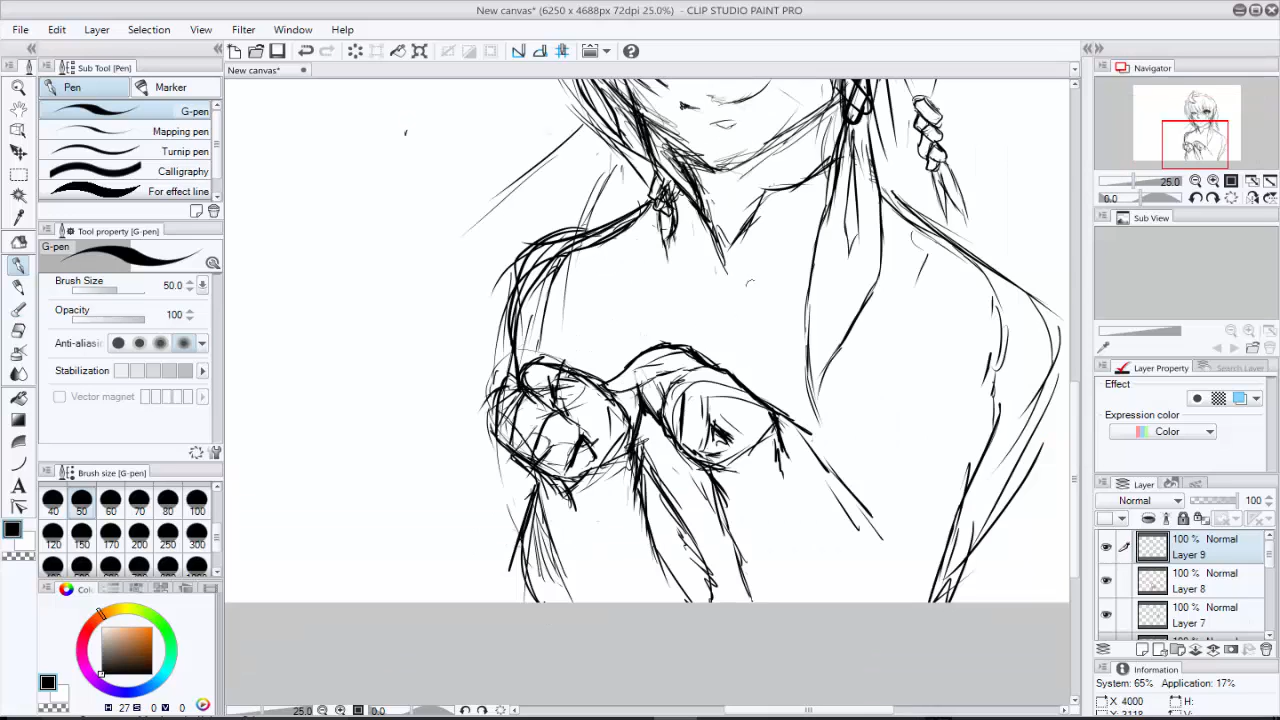 New canvas* (6250 x 4688px 72dpi 25.0%) - CLIP STUDIO PAINT PRO
File Edit Layer Selection View Filter Window Help
Sub Tool [Pen]
New canvas*
Pen Marker
G-pen
Mapping pen
Turnip pen
Calligraphy
For effect line
Tool property [G-pen]
G-pen
Brush Size 50.0
Opacity 100
Anti-aliasin
Stabilization
Vector magnet
Brush size [G-pen]
40 50 60 70 80 100
120 150 170 200 250 300
H 27 S 0 V 0
25.0 0.0
Navigator
25.0
0.0
Sub View
Layer Property Search Layer
Effect
Expression color
Color
Layer
Normal 100
100 % Normal
Layer 9
100 % Normal
Layer 8
100 % Normal
Layer 7
Information
System: 65% Application: 17%
X 4000 H: